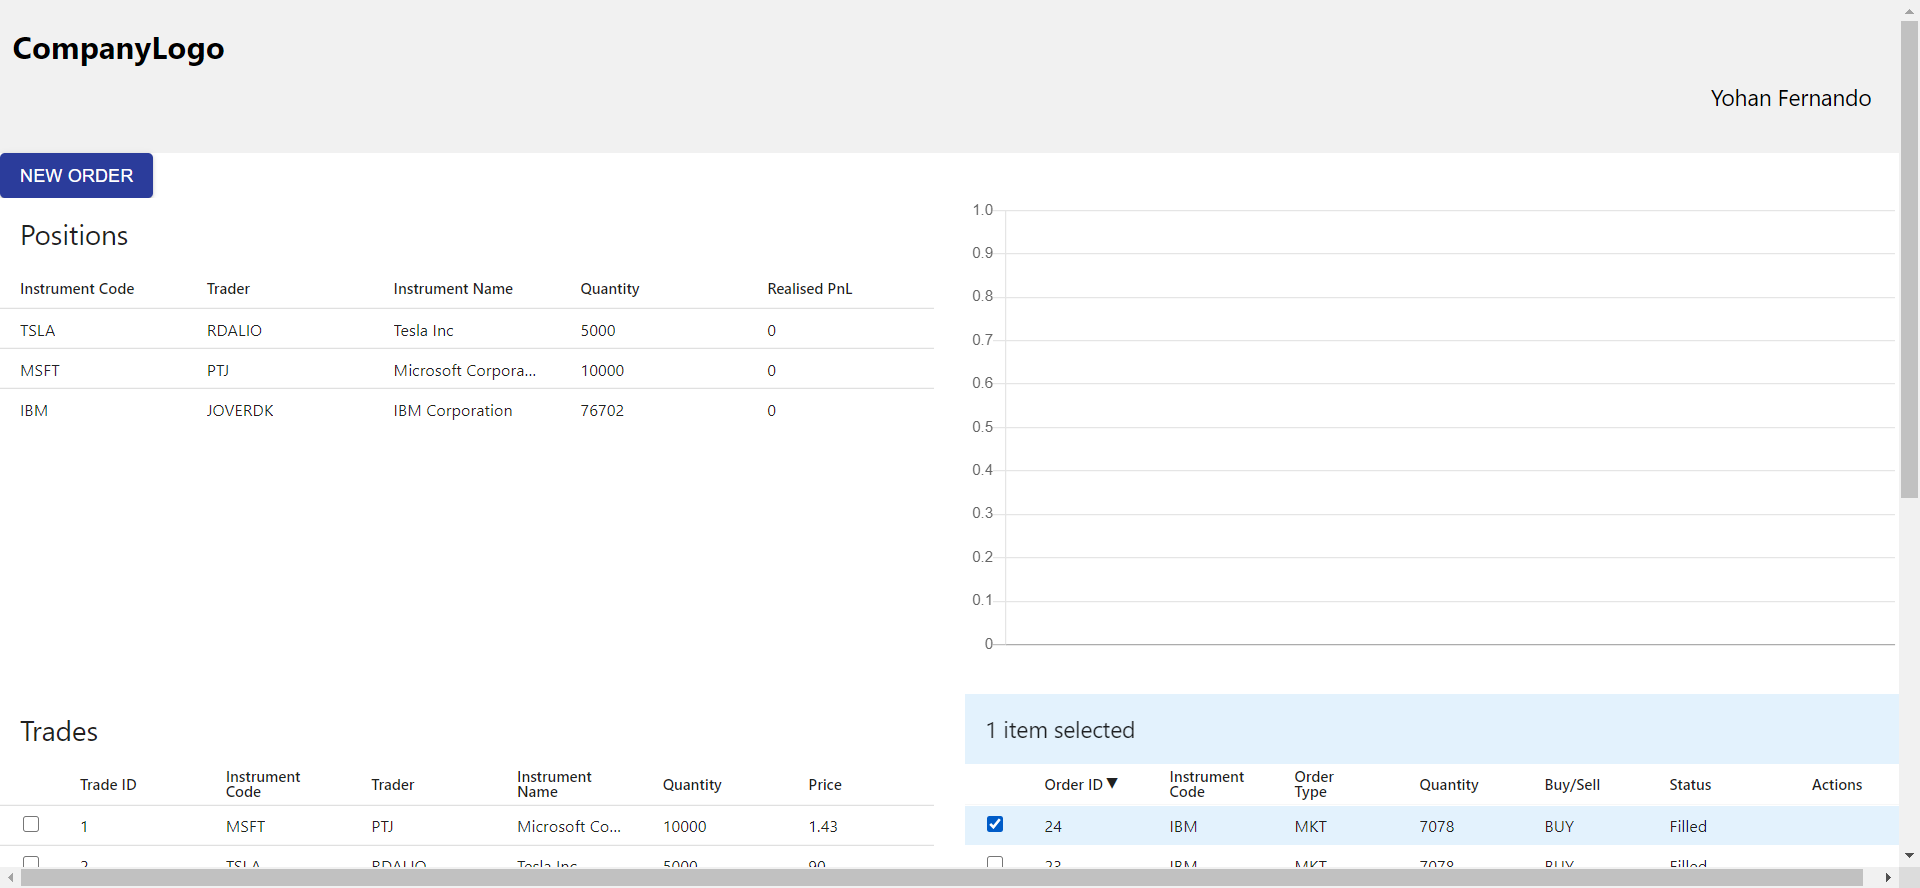 CompanyLogo
Yohan Fernando
NEW ORDER
Positions
Instrument Code Trader Instrument Name Quantity Realised PnL
TSLA RDALIO Tesla Inc 5000 0
MSFT PTJ Microsoft Corpora... 10000 0
IBM JOVERDK IBM Corporation 76702 0
1.0
0.9
0.8
0.7
0.6
0.5
0.4
0.3
0.2
0.1
0
Trades
Trade ID Instrument Code Trader Instrument Name Quantity Price
1 MSFT PTJ Microsoft Co... 10000 1.43
2 TSLA RDALIO Tesla Inc 5000 90
1 item selected
Order ID▼ Instrument Code Order Type Quantity Buy/Sell Status Actions
24 IBM MKT 7078 BUY Filled
23 IBM MKT 7078 BUY Filled